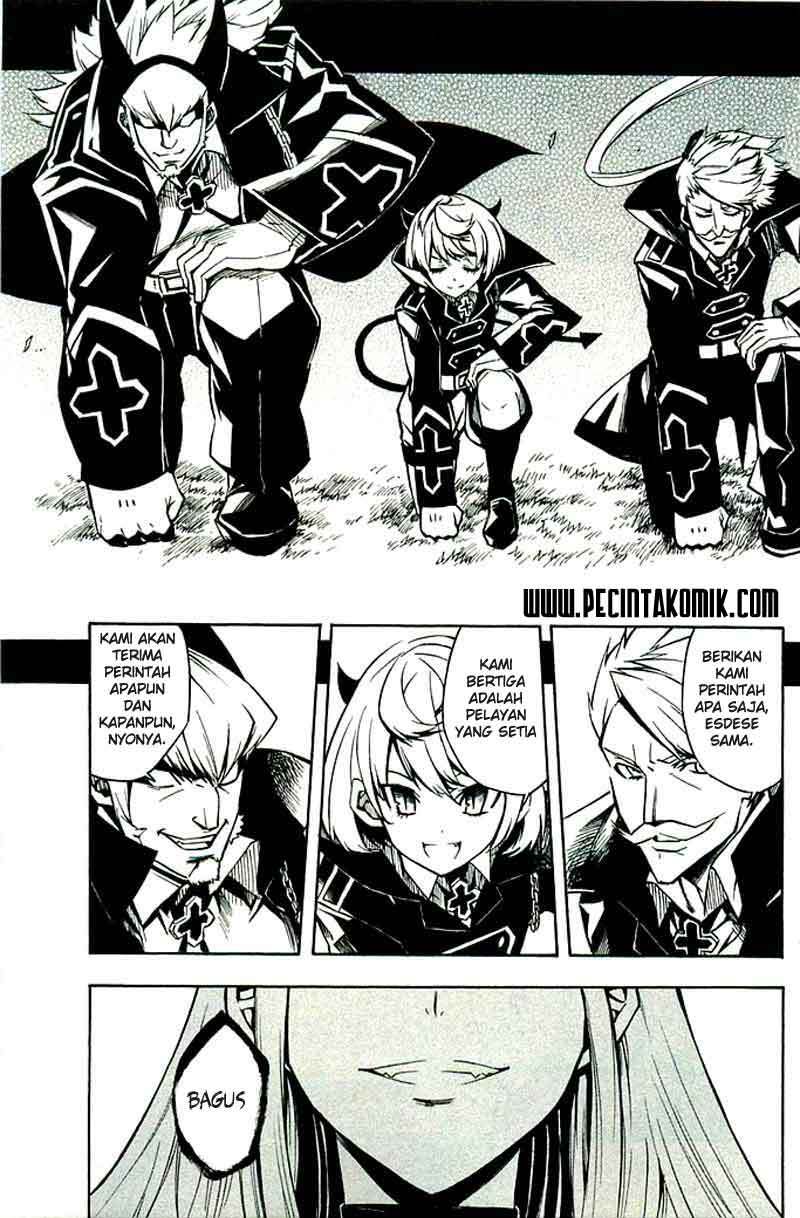 WWW.PECINTAKOMIK.COM
BERIKAN
KAMI
PERINTAH
APA SAJA,
ESDESE
SAMA.
KAMI
BERTIGA
ADALAH
PELAYAN
YANG SETIA
KAMI AKAN
TERIMA
PERINTAH
APAPUN
DAN
KAPANPUN,
NYONYA.
BAGUS